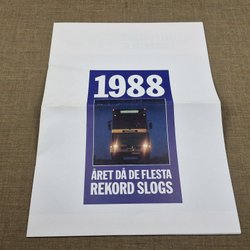 1988
ÅRET DÅ DE FLESTA
REKORD SLOGS